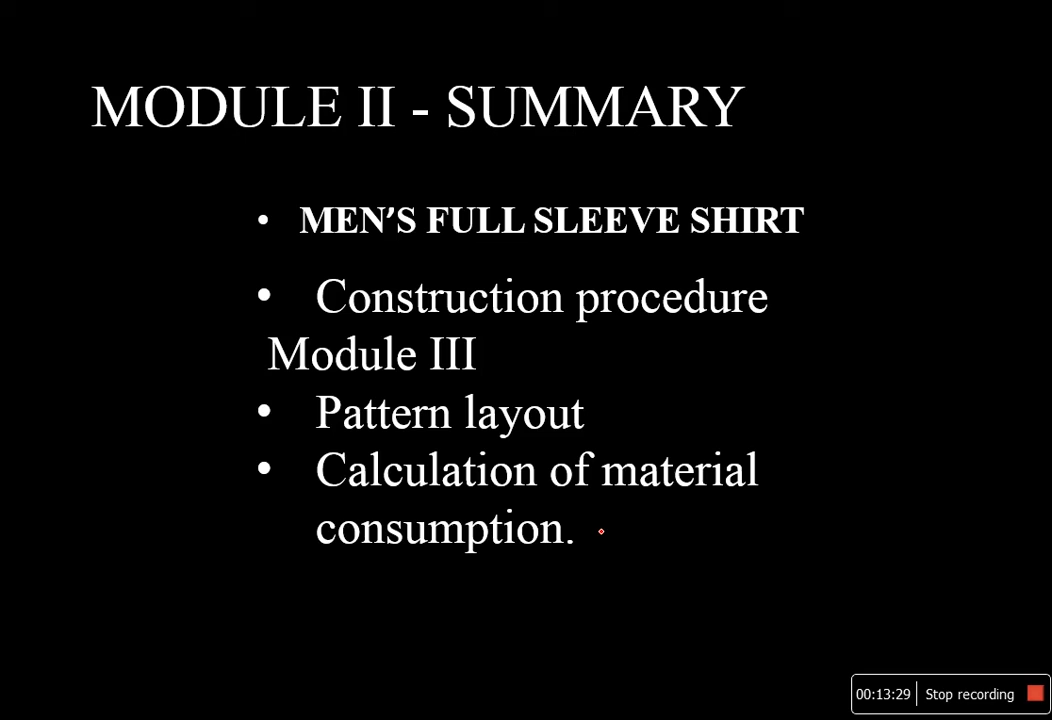 MODULE II - SUMMARY
• MEN’S FULL SLEEVE SHIRT
• Construction procedure
Module III
• Pattern layout
• Calculation of material
consumption.
00:13:29 Stop recording